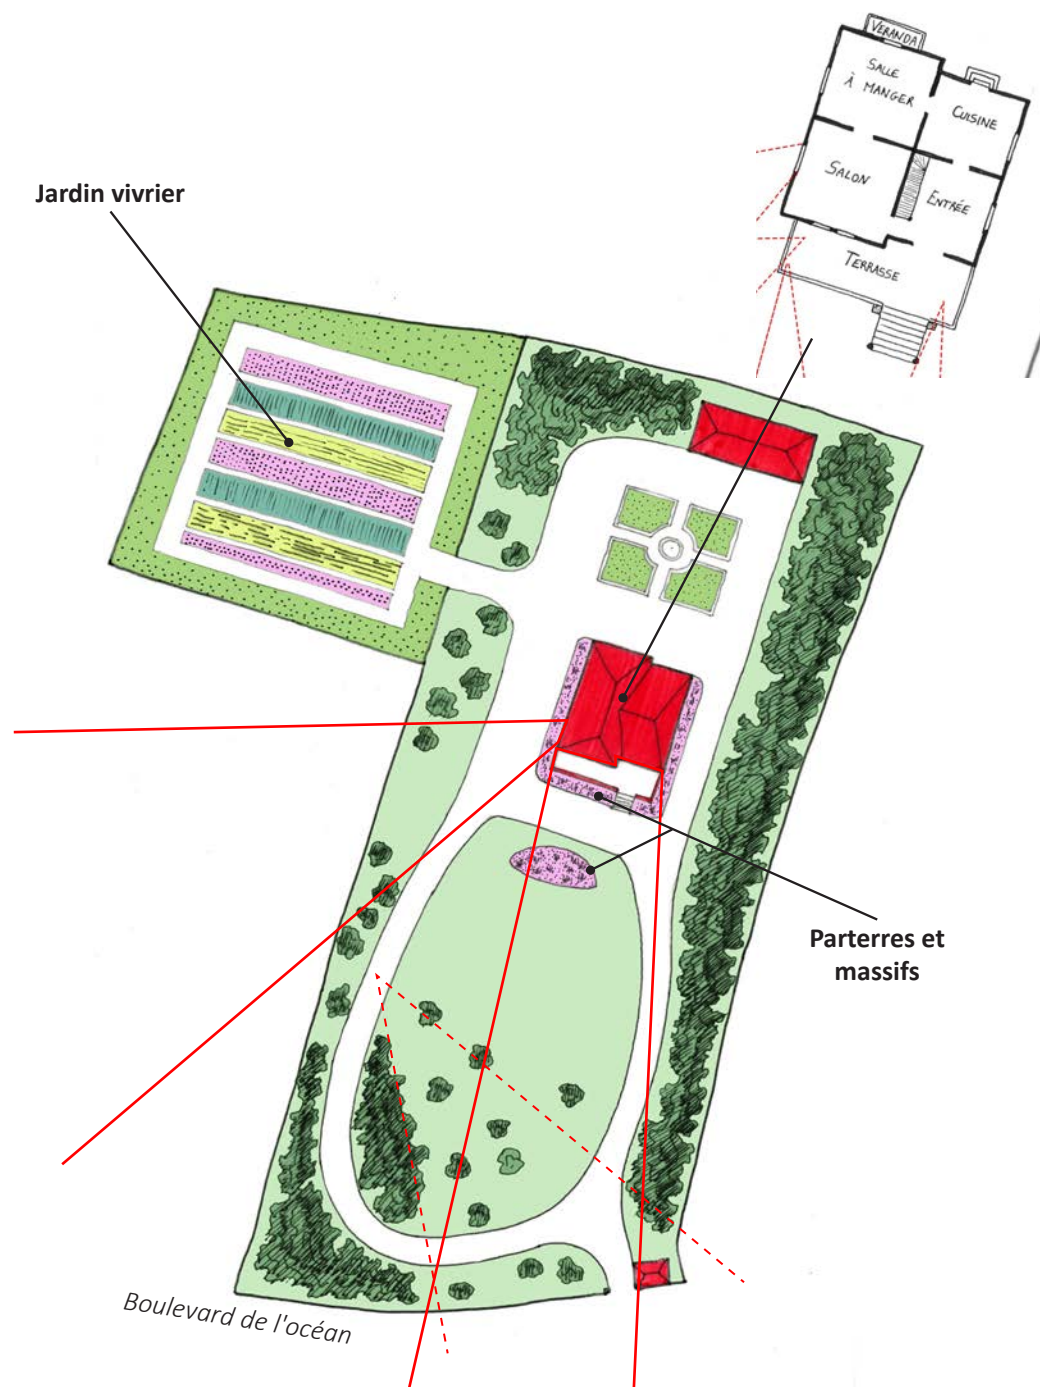 VERANDA
SALLE
À MANGER
CUISINE
SALON
ENTRÉE
TERRASSE
Jardin vivrier
Parterres et
massifs
Boulevard de l'océan